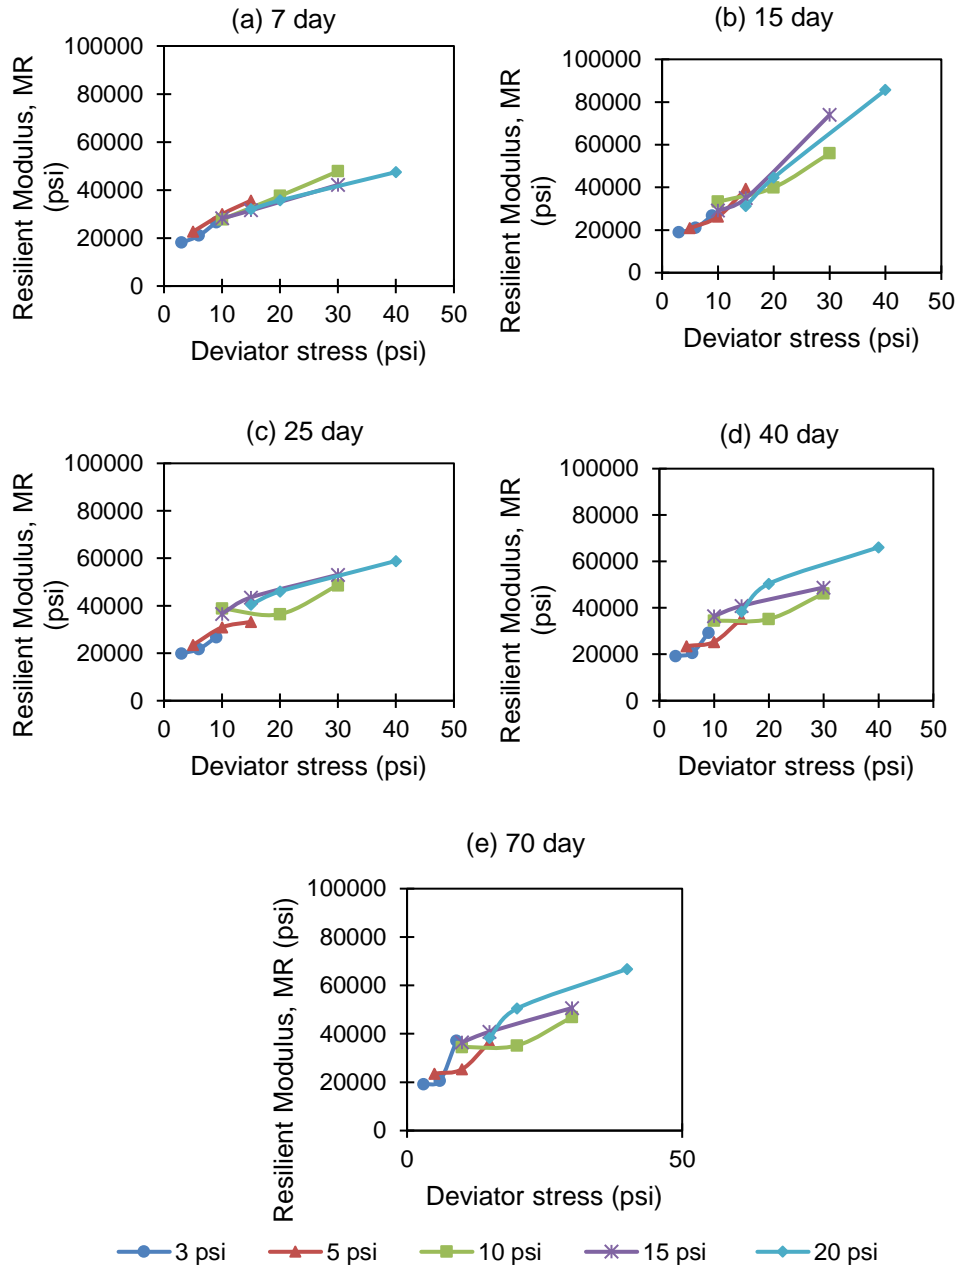 (a) 7 day
Resilient Modulus, MR
(psi)
100000
80000
60000
40000
20000
0
0 10 20 30 40 50
Deviator stress (psi)
(b) 15 day
Resilient Modulus, MR
(psi)
100000
80000
60000
40000
20000
0
0 10 20 30 40 50
Deviator stress (psi)
(c) 25 day
Resilient Modulus, MR
(psi)
100000
80000
60000
40000
20000
0
0 10 20 30 40 50
Deviator stress (psi)
(d) 40 day
Resilient Modulus, MR
(psi)
100000
80000
60000
40000
20000
0
0 10 20 30 40 50
Deviator stress (psi)
(e) 70 day
Resilient Modulus, MR (psi)
100000
80000
60000
40000
20000
0
0 50
Deviator stress (psi)
3 psi 5 psi 10 psi 15 psi 20 psi